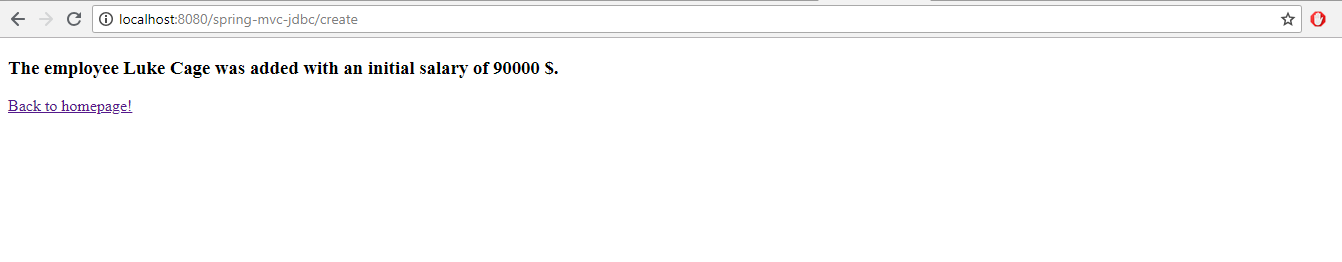 localhost:8080/spring-mvc-jdbc/create
The employee Luke Cage was added with an initial salary of 90000 $.
Back to homepage!